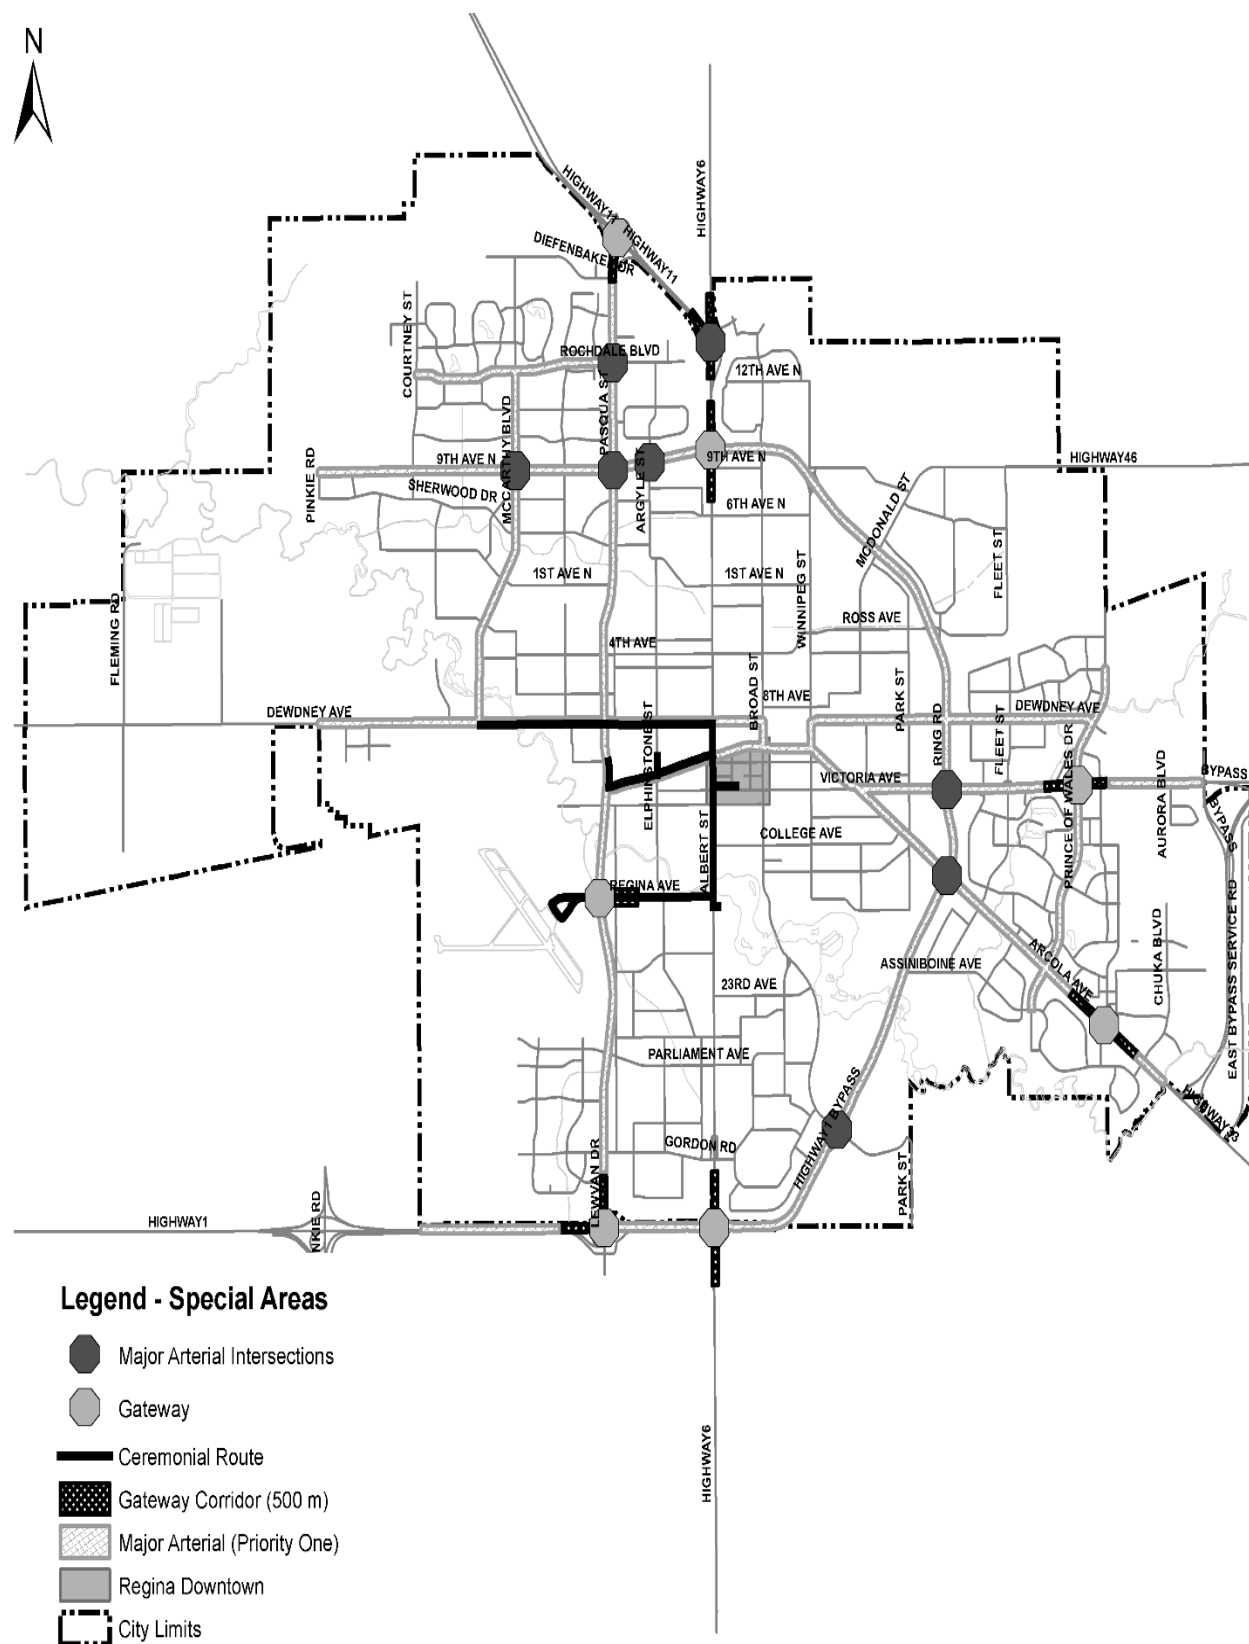 N
HIGHWAY11
HIGHWAY6
HIGHWAY11
DIEFENBAKER DR
COURTNEY ST
ROCHDALE BLVD
12TH AVE N
PASQUA ST
MCCARTHY BLVD
PINKIE RD
9TH AVE N
9TH AVE N
HIGHWAY46
SHERWOOD DR
ARGYLE ST
6TH AVE N
MCDONALD ST
FLEET ST
1ST AVE N
1ST AVE N
WINNIPEG ST
FLEMING RD
ROSS AVE
4TH AVE
BROAD ST
8TH AVE
PARK ST
DEWDNEY AVE
DEWDNEY AVE
ELPHINSTONE ST
RING RD
FLEET ST
PRINCE OF WALES DR
VICTORIA AVE
AURORA BLVD
BYPASS
BYPASS
ALBERT ST
COLLEGE AVE
REGINA AVE
ASSINIBOINE AVE
ARCOLA AVE
CHUKA BLVD
EAST BYPASS SERVICE RD
23RD AVE
PARLIAMENT AVE
HIGHWAY1 BYPASS
HIGHWAY33
GORDON RD
LEWVAN DR
PARK ST
HIGHWAY1
NKIE RD
HIGHWAY6
Legend - Special Areas
Major Arterial Intersections
Gateway
Ceremonial Route
Gateway Corridor (500 m)
Major Arterial (Priority One)
Regina Downtown
City Limits